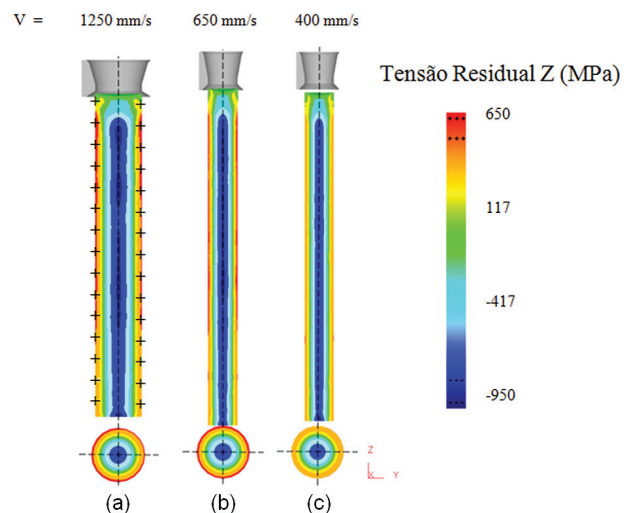 V = 1250 mm/s 650 mm/s 400 mm/s
Tensão Residual Z (MPa)
650
117
-417
-950
Z
X Y
(a) (b) (c)